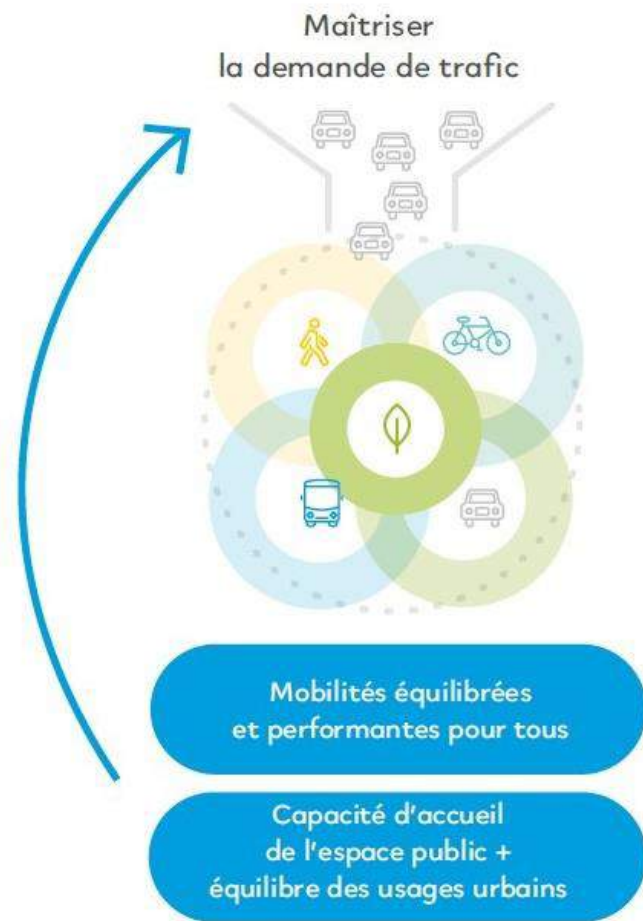 Maîtriser
la demande de trafic
Mobilités équilibrées
et performantes pour tous
Capacité d'accueil
de l'espace public +
équilibre des usages urbains